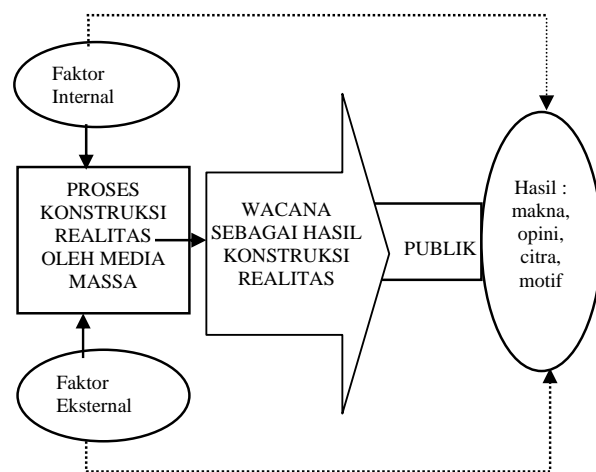 Faktor
Internal
PROSES
KONSTRUKSI
REALITAS
OLEH MEDIA
MASSA
Faktor
Eksternal
WACANA
SEBAGAI HASIL
KONSTRUKSI
REALITAS
PUBLIK
Hasil :
makna,
opini,
citra,
motif